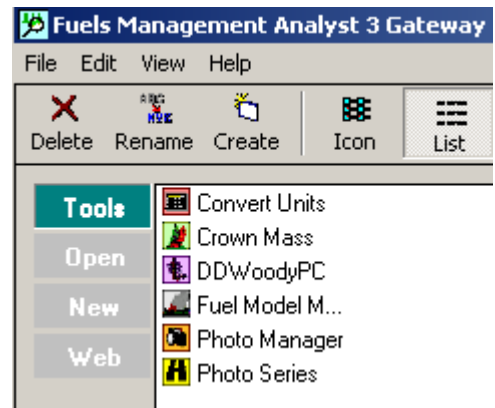 Fuels Management Analyst 3 Gateway
File Edit View Help
Delete Rename Create Icon List
Tools
Open
New
Web
Convert Units
Crown Mass
DDWoodyPC
Fuel Model M...
Photo Manager
Photo Series